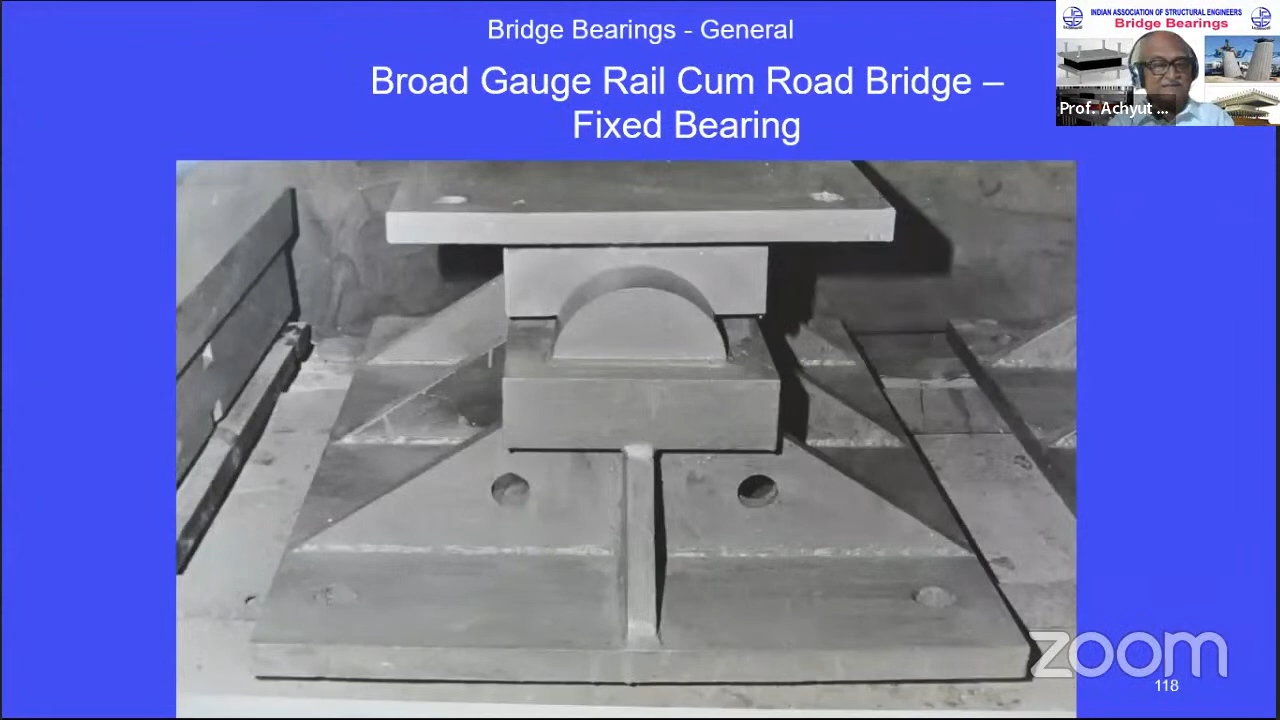 Bridge Bearings - General
Broad Gauge Rail Cum Road Bridge –
Fixed Bearing
INDIAN ASSOCIATION OF STRUCTURAL ENGINEERS
Bridge Bearings
Prof. Achyut ...
zoom
118